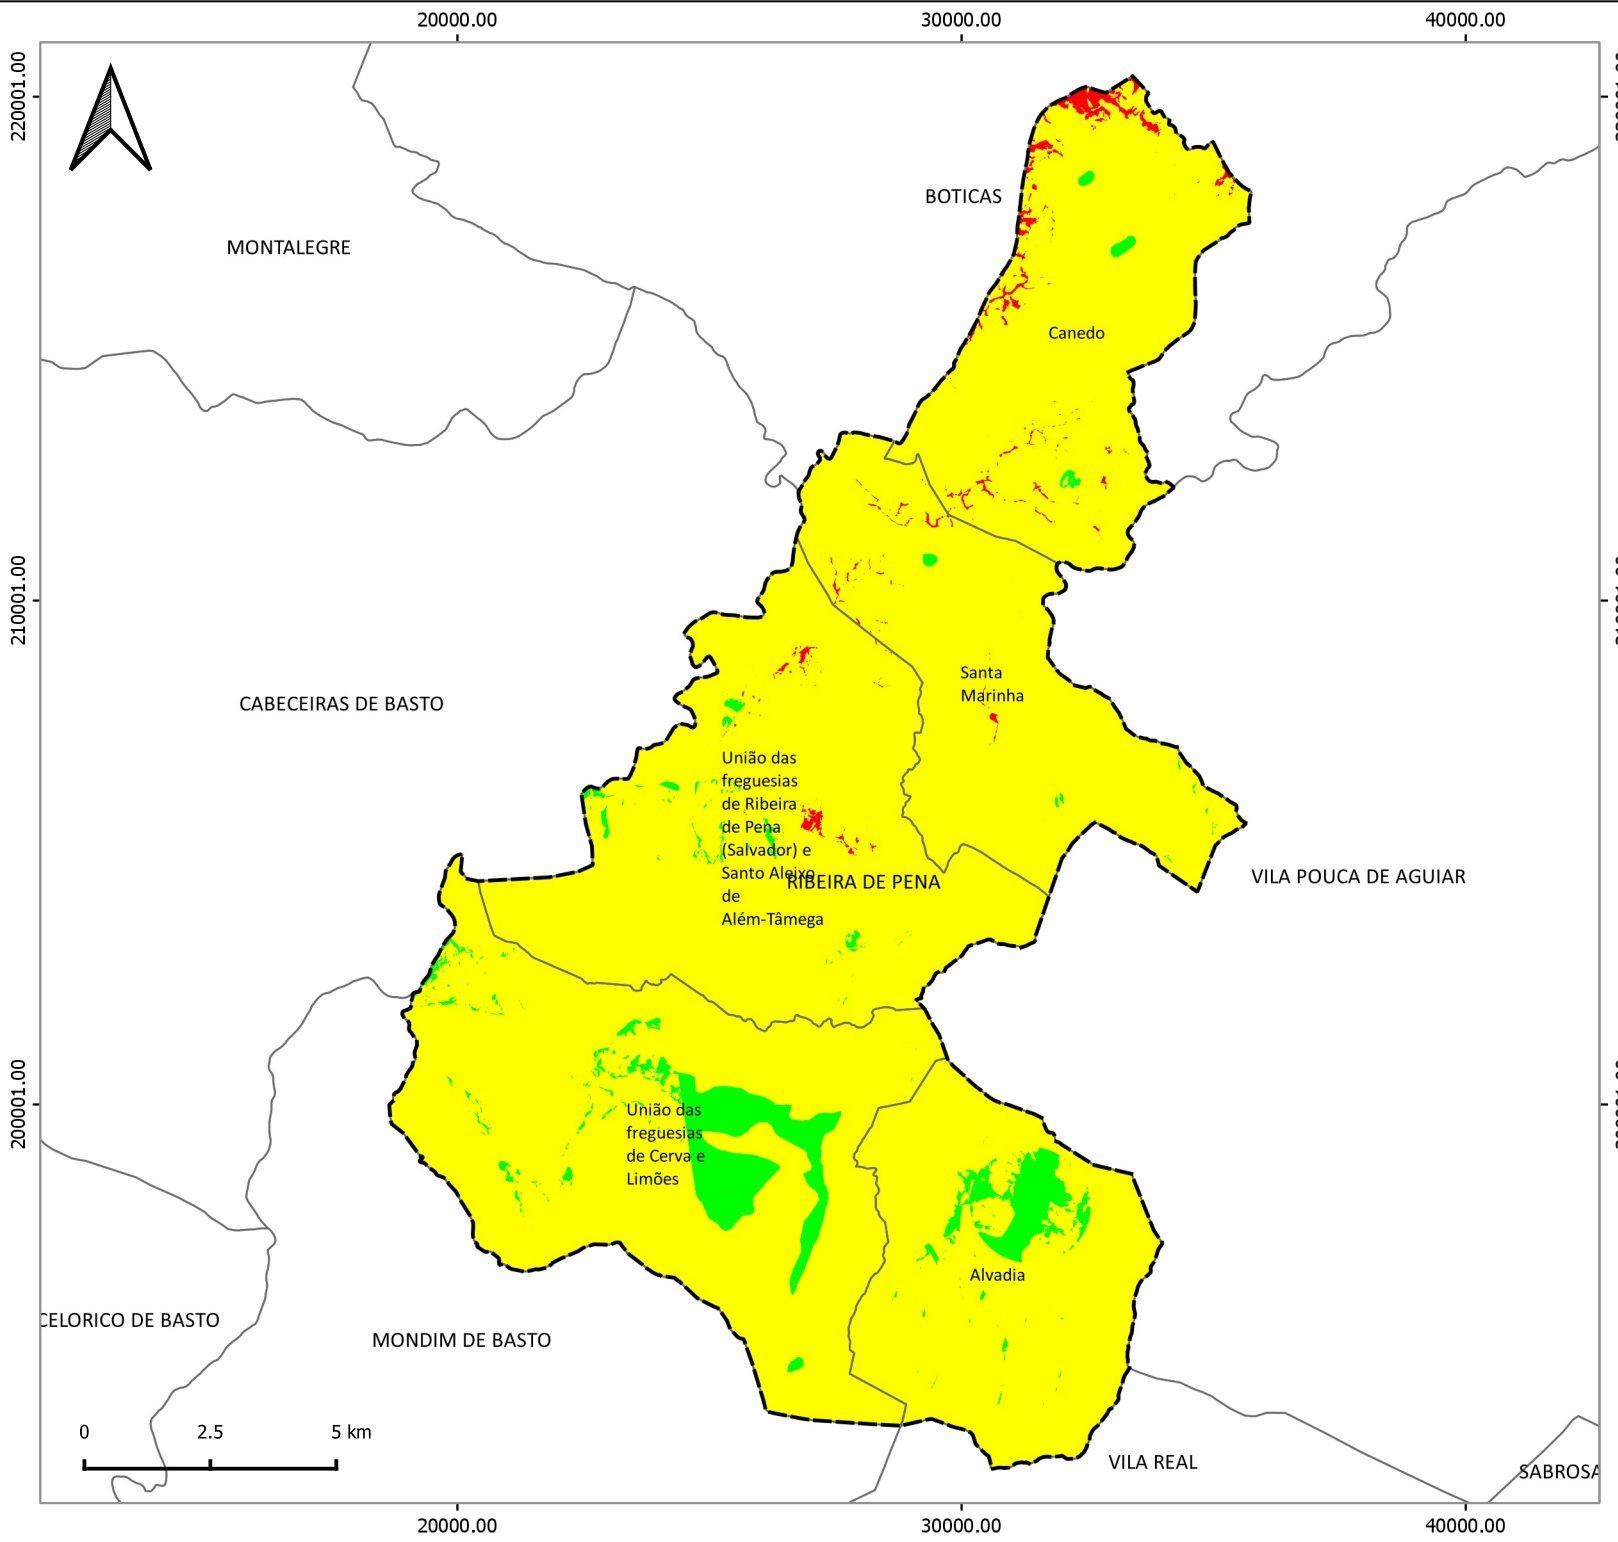 20000.00
30000.00
40000.00
220001.00
BOTICAS
MONTALEGRE
Canedo
210001.00
Santa
Marinha
CABECEIRAS DE BASTO
União das
freguesias
de Ribeira
de Pena
(Salvador) e
Santo Aleixo
de
Além-Tâmega
RIBEIRA DE PENA
VILA POUCA DE AGUIAR
200001.00
União das
freguesias
de Cerva e
Limões
Alvadia
CELORICO DE BASTO
MONDIM DE BASTO
0
2.5
5 km
VILA REAL
SABROSA
20000.00
30000.00
40000.00